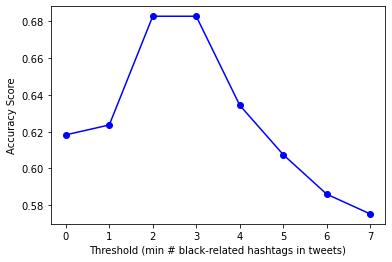 Accuracy Score
0.68
0.66
0.64
0.62
0.60
0.58
0 1 2 3 4 5 6 7
Threshold (min # black-related hashtags in tweets)